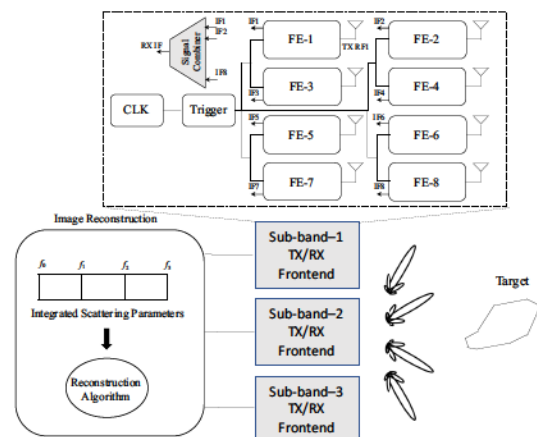 IF1
IF2
RX IF
IF8
Signal
Combiner
CLK
Trigger
IF1
FE-1
TX RF1
IF2
FE-2
FE-3
IF3
FE-4
IF4
IF5
FE-5
IF6
FE-6
FE-7
IF7
FE-8
IF8
Image Reconstruction
f0
f1
f2
f3
Integrated Scattering Parameters
Reconstruction
Algorithm
Sub-band–1
TX/RX
Frontend
Sub-band–2
TX/RX
Frontend
Sub-band–3
TX/RX
Frontend
Target